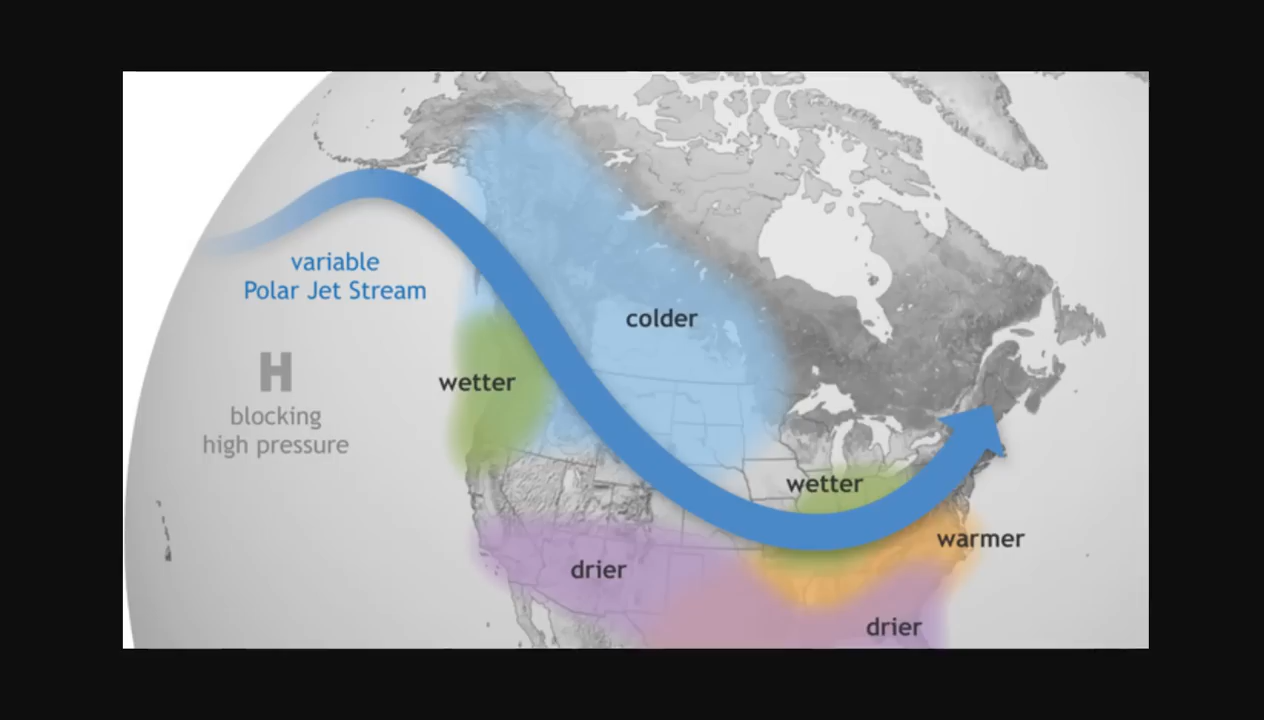 variable
Polar Jet Stream
colder
H
blocking
high pressure
wetter
wetter
warmer
drier
drier